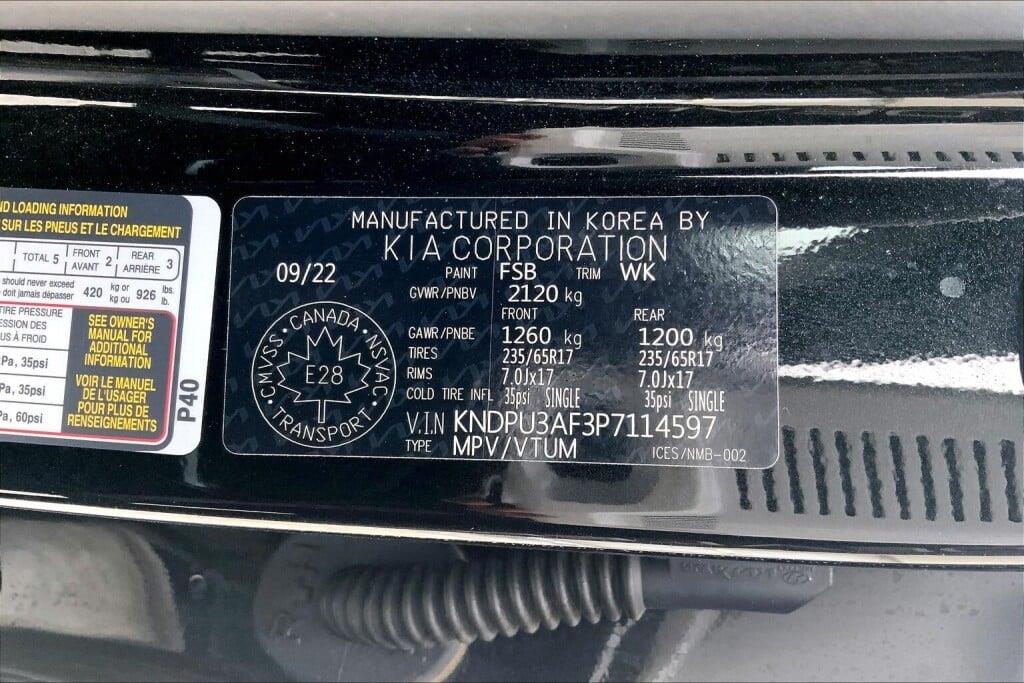 ND LOADING INFORMATION
SUR LES PNEUS ET LE CHARGEMENT
TOTAL 5 FRONT AVANT 2 REAR ARRIÈRE 3
should never exceed
doit jamais dépasser 420 kg or kg ou 926 lbs. lb.
TIRE PRESSURE
ESSION DES
US À FROID
Pa, 35psi
Pa, 35psi
Pa, 60psi
SEE OWNER'S
MANUAL FOR
ADDITIONAL
INFORMATION
VOIR LE MANUEL
DE L'USAGER
POUR PLUS DE
RENSEIGNEMENTS
P40
MANUFACTURED IN KOREA BY
KIA CORPORATION
09/22 PAINT FSB TRIM WK
GVWR/PNBV 2120 kg
FRONT REAR
GAWR/PNBE 1260 kg 1200 kg
TIRES 235/65R17 235/65R17
RIMS 7.0Jx17 7.0Jx17
COLD TIRE INFL 35psi SINGLE 35psi SINGLE
V.I.N KNDPU3AF3P7114597
TYPE MPV/VTUM ICES/NMB-002
CANADA
CMVSS NSVAC
E28
TRANSPORT